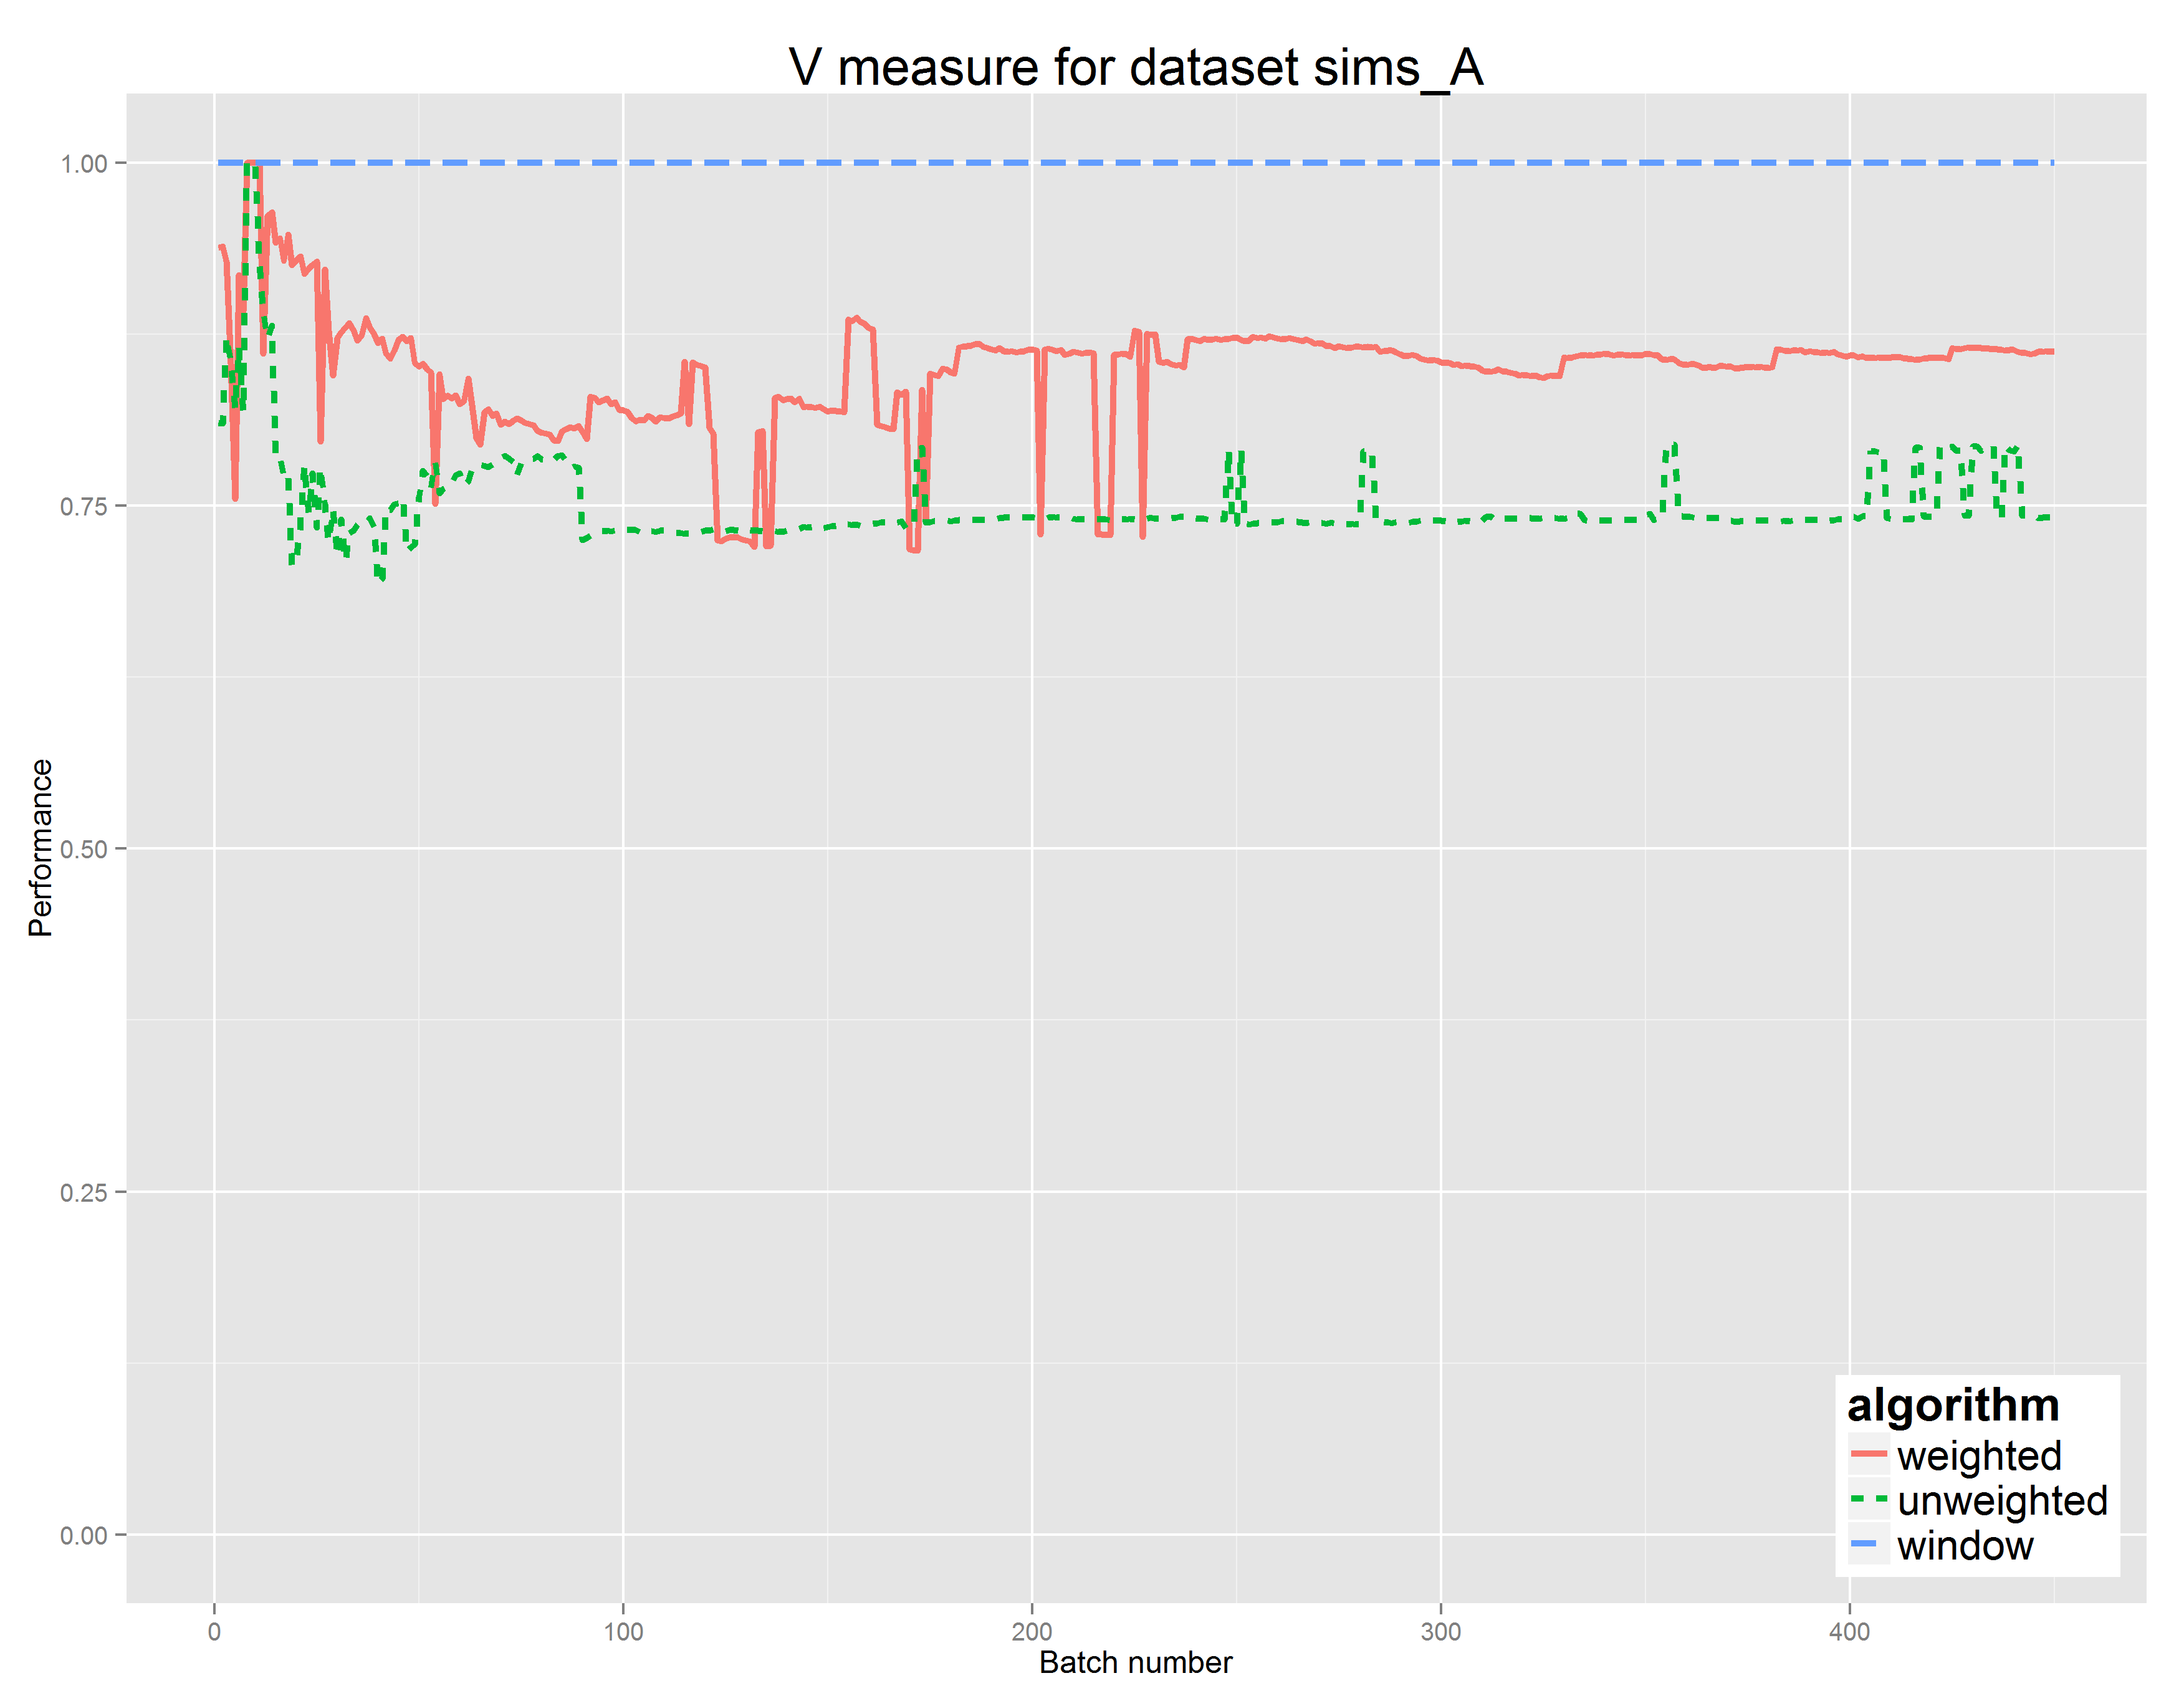 V measure for dataset sims_A
Performance
1.00
0.75
0.50
0.25
0.00
0
100
200
300
400
Batch number
algorithm
weighted
unweighted
window